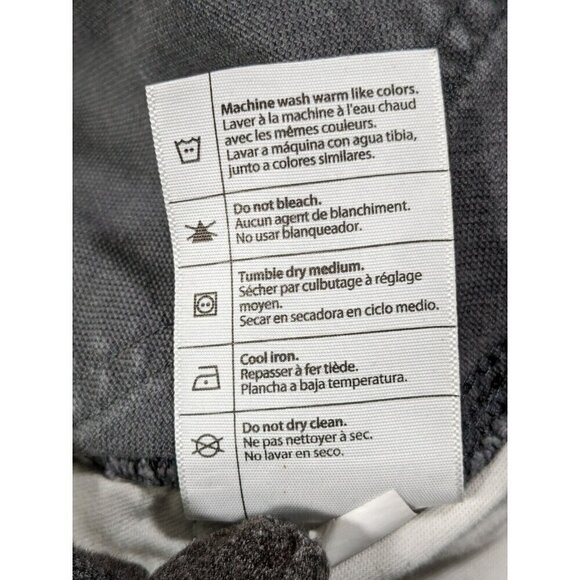 Machine wash warm like colors.
Laver à la machine à l'eau chaud
avec les mêmes couleurs.
Lavar a máquina con agua tibia,
junto a colores similares.
Do not bleach.
Aucun agent de blanchiment.
No usar blanqueador.
Tumble dry medium.
Sécher par culbutage à réglage
moyen.
Secar en secadora en ciclo medio.
Cool iron.
Repasser à fer tiède.
Plancha a baja temperatura.
Do not dry clean.
Ne pas nettoyer à sec.
No lavar en seco.